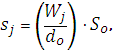 s_j = (W_j / d_o) · S_o.